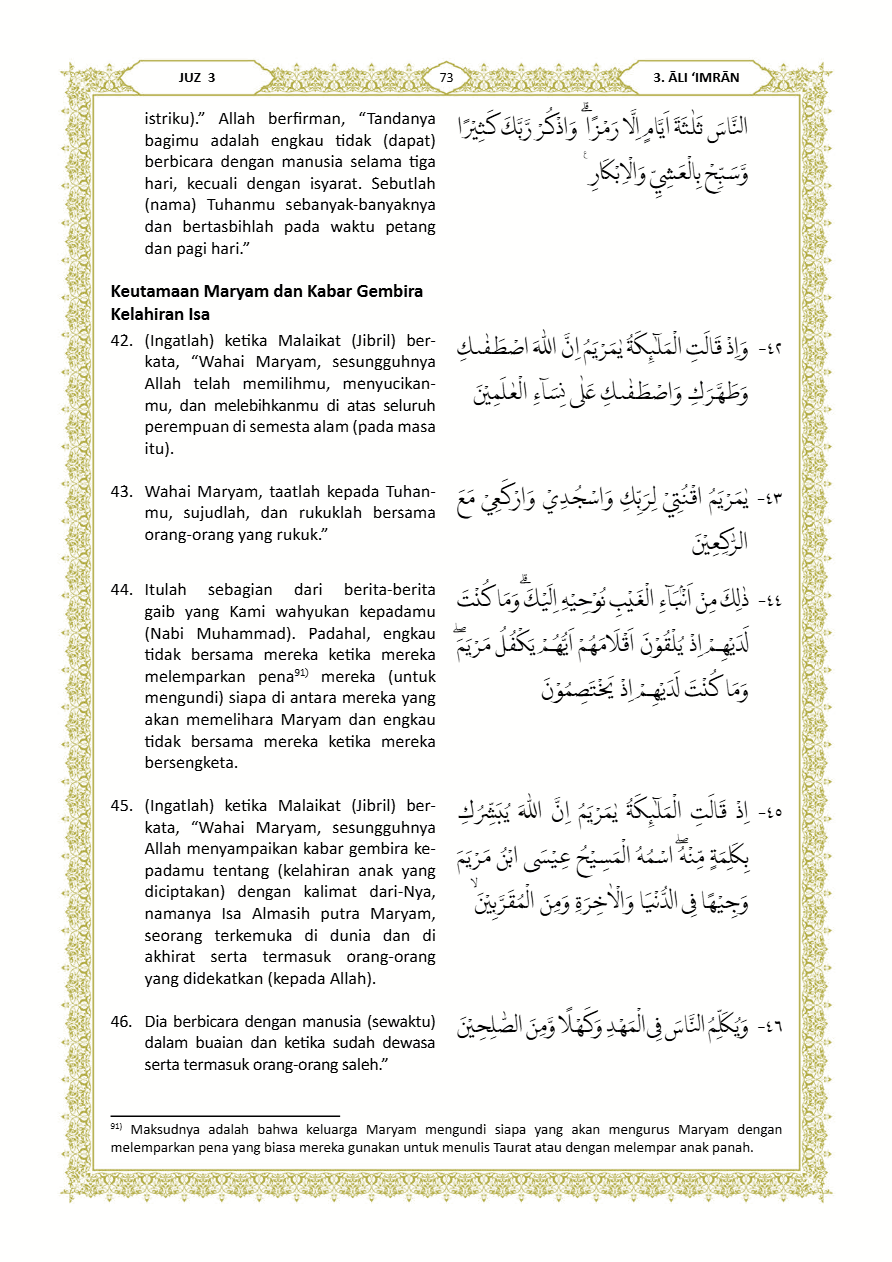 JUZ 3
73
3. ĀLI ‘IMRĀN
istriku).” Allah berfirman, “Tandanya
bagimu adalah engkau tidak (dapat)
berbicara dengan manusia selama tiga
hari, kecuali dengan isyarat. Sebutlah
(nama) Tuhanmu sebanyak-banyaknya
dan bertasbihlah pada waktu petang
dan pagi hari.”
النَّاسَ ثَلٰثَةَ اَيَّامٍ اِلَّا رَمْزًا ۗ وَاذْكُرْ رَّبَّكَ كَثِيْرًا
وَّسَبِّحْ بِالْعَشِيِّ وَالْاِبْكَارِ ࣖ
Keutamaan Maryam dan Kabar Gembira
Kelahiran Isa
42. (Ingatlah) ketika Malaikat (Jibril) ber-
kata, “Wahai Maryam, sesungguhnya
Allah telah memilihmu, menyucikan-
mu, dan melebihkanmu di atas seluruh
perempuan di semesta alam (pada masa
itu).
٤٢- وَاِذْ قَالَتِ الْمَلٰۤىِٕكَةُ يٰمَرْيَمُ اِنَّ اللّٰهَ اصْطَفٰىكِ
وَطَهَّرَكِ وَاصْطَفٰىكِ عَلٰى نِسَاۤءِ الْعٰلَمِيْنَ
43. Wahai Maryam, taatlah kepada Tuhan-
mu, sujudlah, dan rukuklah bersama
orang-orang yang rukuk.”
٤٣- يٰمَرْيَمُ اقْنُتِيْ لِرَبِّكِ وَاسْجُدِيْ وَارْكَعِيْ مَعَ
الرّٰكِعِيْنَ
44. Itulah sebagian dari berita-berita
gaib yang Kami wahyukan kepadamu
(Nabi Muhammad). Padahal, engkau
tidak bersama mereka ketika mereka
melemparkan pena91) mereka (untuk
mengundi) siapa di antara mereka yang
akan memelihara Maryam dan engkau
tidak bersama mereka ketika mereka
bersengketa.
٤٤- ذٰلِكَ مِنْ اَنْۢبَاۤءِ الْغَيْبِ نُوْحِيْهِ اِلَيْكَ ۗ وَمَا كُنْتَ
لَدَيْهِمْ اِذْ يُلْقُوْنَ اَقْلَامَهُمْ اَيُّهُمْ يَكْفُلُ مَرْيَمَۖ
وَمَا كُنْتَ لَدَيْهِمْ اِذْ يَخْتَصِمُوْنَ
45. (Ingatlah) ketika Malaikat (Jibril) ber-
kata, “Wahai Maryam, sesungguhnya
Allah menyampaikan kabar gembira ke-
padamu tentang (kelahiran anak yang
diciptakan) dengan kalimat dari-Nya,
namanya Isa Almasih putra Maryam,
seorang terkemuka di dunia dan di
akhirat serta termasuk orang-orang
yang didekatkan (kepada Allah).
٤٥- اِذْ قَالَتِ الْمَلٰۤىِٕكَةُ يٰمَرْيَمُ اِنَّ اللّٰهَ يُبَشِّرُكِ
بِكَلِمَةٍ مِّنْهُۖ اسْمُهُ الْمَسِيْحُ عِيْسَى ابْنُ مَرْيَمَ
وَجِيْهًا فِى الدُّنْيَا وَالْاٰخِرَةِ وَمِنَ الْمُقَرَّبِيْنَۙ
46. Dia berbicara dengan manusia (sewaktu)
dalam buaian dan ketika sudah dewasa
serta termasuk orang-orang saleh.”
٤٦- وَيُكَلِّمُ النَّاسَ فِى الْمَهْدِ وَكَهْلًا وَّمِنَ الصّٰلِحِيْنَ
91) Maksudnya adalah bahwa keluarga Maryam mengundi siapa yang akan mengurus Maryam dengan
melemparkan pena yang biasa mereka gunakan untuk menulis Taurat atau dengan melempar anak panah.